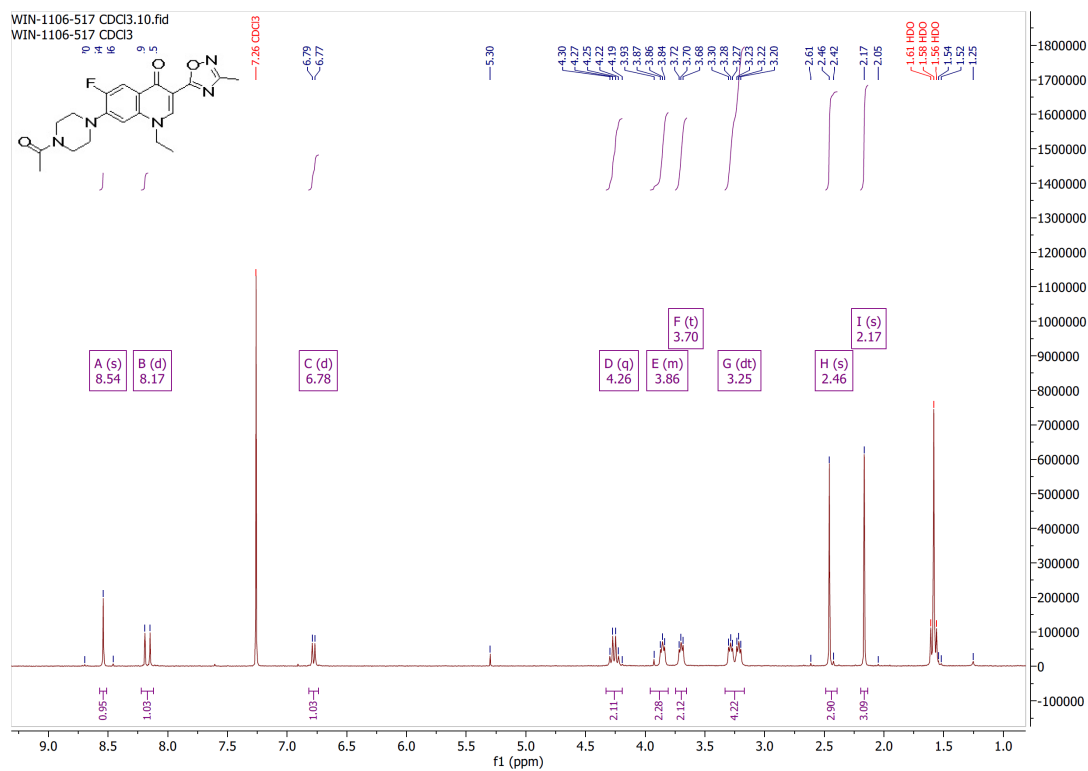 WIN-1106-517 CDCl3.10.fid
WIN-1106-517 CDCl3
7.26 CDCl3
6.79
6.77
5.30
4.30
4.27
4.25
4.22
4.19
3.93
3.87
3.86
3.84
3.72
3.70
3.68
3.30
3.28
3.27
3.23
3.22
3.20
2.61
2.46
2.42
2.17
2.05
1.61 HDO
1.58 HDO
1.56 HDO
1.54
1.52
1.25
O
N
O
N
F
N
N
N
N
O
A (s)
8.54
B (d)
8.17
C (d)
6.78
D (q)
4.26
E (m)
3.86
F (t)
3.70
G (dt)
3.25
H (s)
2.46
I (s)
2.17
0.95
1.03
1.03
2.11
2.28
2.12
4.22
2.90
3.09
9.0 8.5 8.0 7.5 7.0 6.5 6.0 5.5 5.0 4.5 4.0 3.5 3.0 2.5 2.0 1.5 1.0
f1 (ppm)
1800000
1700000
1600000
1500000
1400000
1300000
1200000
1100000
1000000
900000
800000
700000
600000
500000
400000
300000
200000
100000
0
-100000